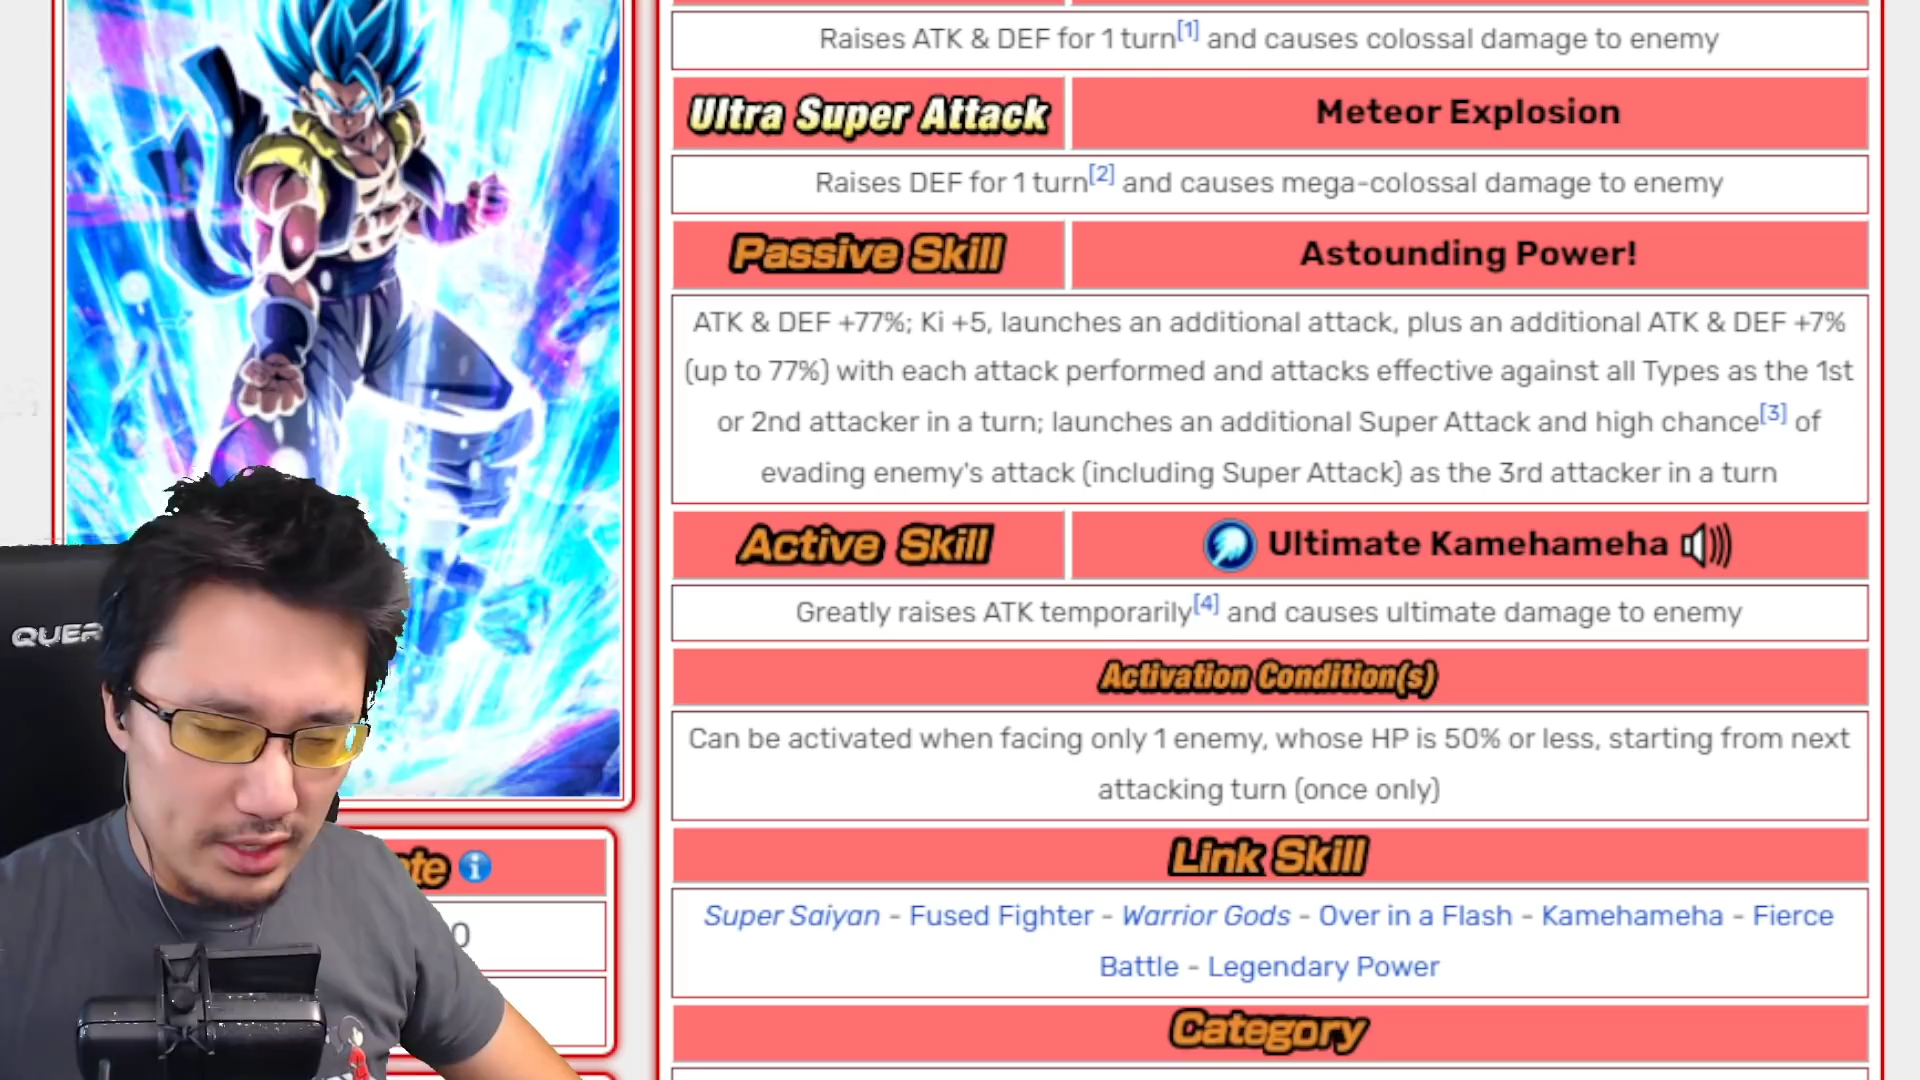 Raises ATK & DEF for 1 turn[1] and causes colossal damage to enemy
Ultra Super Attack
Meteor Explosion
Raises DEF for 1 turn[2] and causes mega-colossal damage to enemy
Passive Skill
Astounding Power!
ATK & DEF +77%; Ki +5, launches an additional attack, plus an additional ATK & DEF +7%
(up to 77%) with each attack performed and attacks effective against all Types as the 1st
or 2nd attacker in a turn; launches an additional Super Attack and high chance[3] of
evading enemy's attack (including Super Attack) as the 3rd attacker in a turn
Active Skill
Ultimate Kamehameha
Greatly raises ATK temporarily[4] and causes ultimate damage to enemy
Activation Condition(s)
Can be activated when facing only 1 enemy, whose HP is 50% or less, starting from next
attacking turn (once only)
Link Skill
Super Saiyan - Fused Fighter - Warrior Gods - Over in a Flash - Kamehameha - Fierce
Battle - Legendary Power
Category
QUER
te i
0